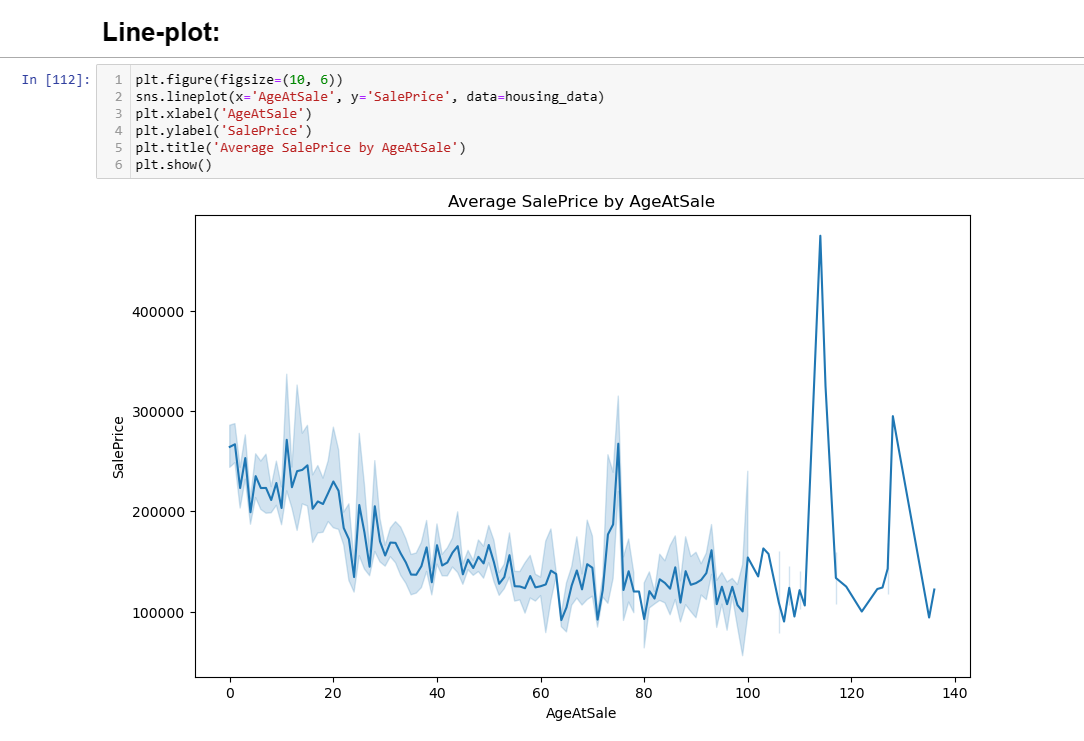 Line-plot:
In [112]:
1 plt.figure(figsize=(10, 6))
2 sns.lineplot(x='AgeAtSale', y='SalePrice', data=housing_data)
3 plt.xlabel('AgeAtSale')
4 plt.ylabel('SalePrice')
5 plt.title('Average SalePrice by AgeAtSale')
6 plt.show()
Average SalePrice by AgeAtSale
400000
300000
200000
100000
SalePrice
0 20 40 60 80 100 120 140
AgeAtSale